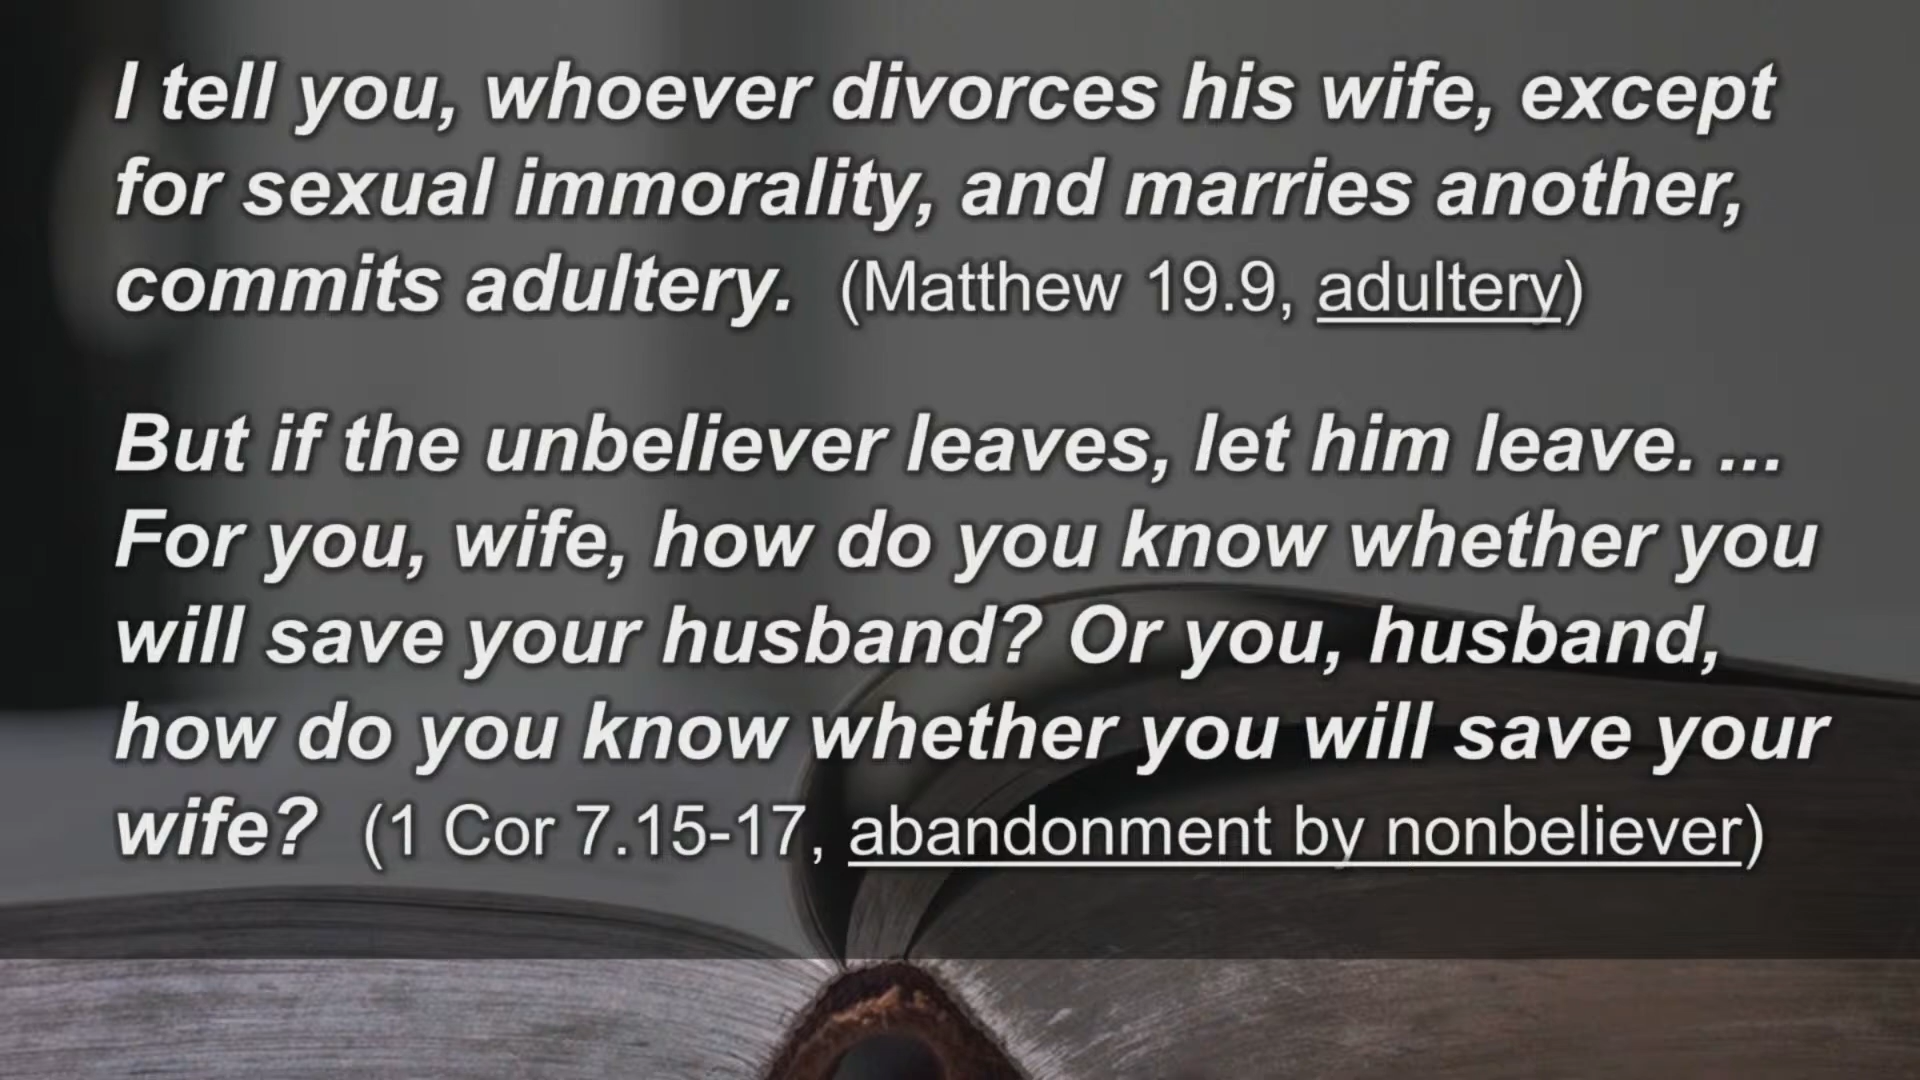 I tell you, whoever divorces his wife, except
for sexual immorality, and marries another,
commits adultery. (Matthew 19.9, adultery)
But if the unbeliever leaves, let him leave. ...
For you, wife, how do you know whether you
will save your husband? Or you, husband,
how do you know whether you will save your
wife? (1 Cor 7.15-17, abandonment by nonbeliever)